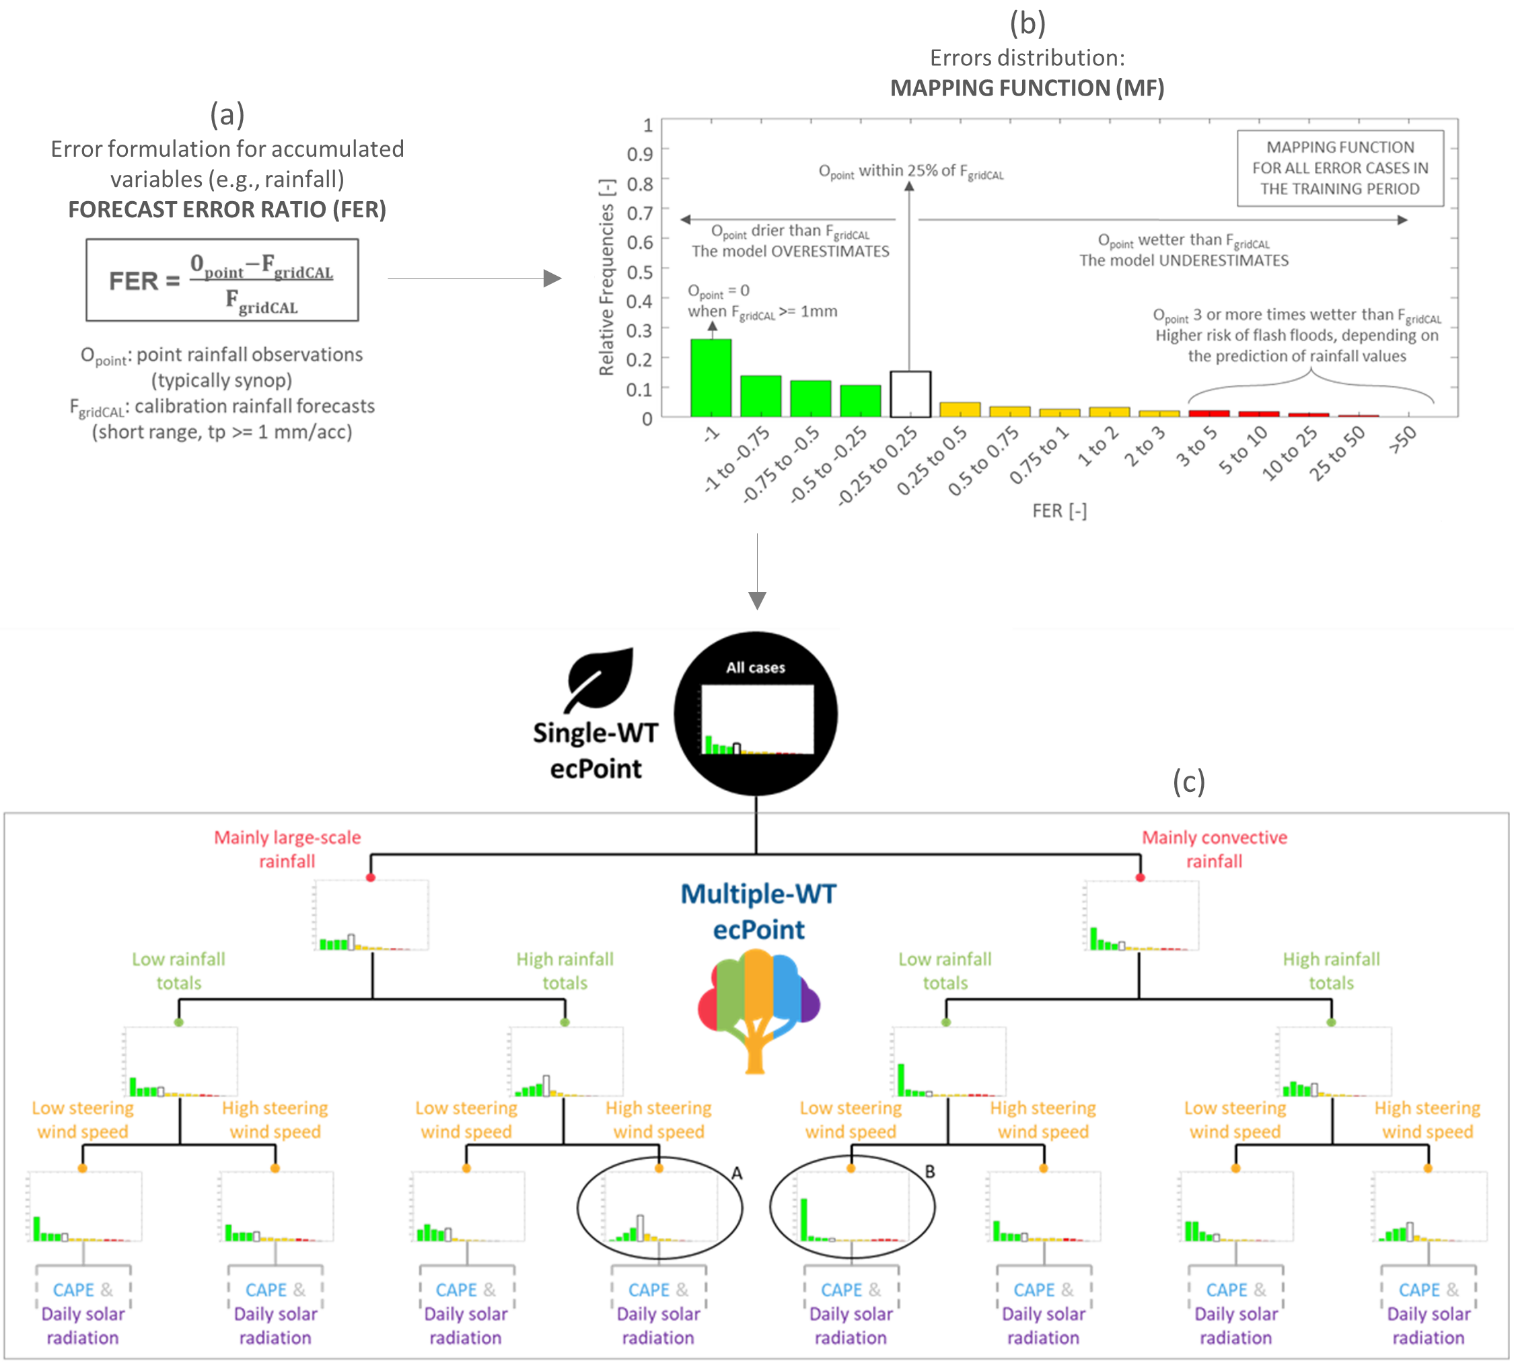 (a)
Error formulation for accumulated
variables (e.g., rainfall)
FORECAST ERROR RATIO (FER)
FER = (O_point − F_gridCAL) / F_gridCAL
O_point: point rainfall observations
(typically synop)
F_gridCAL: calibration rainfall forecasts
(short range, tp >= 1 mm/acc)
(b)
Errors distribution:
MAPPING FUNCTION (MF)
Relative Frequencies [-]
1
0.9
0.8
0.7
0.6
0.5
0.4
0.3
0.2
0.1
0
MAPPING FUNCTION
FOR ALL ERROR CASES IN
THE TRAINING PERIOD
O_point within 25% of F_gridCAL
O_point drier than F_gridCAL
The model OVERESTIMATES
O_point wetter than F_gridCAL
The model UNDERESTIMATES
O_point = 0
when F_gridCAL >= 1mm
O_point 3 or more times wetter than F_gridCAL
Higher risk of flash floods, depending on
the prediction of rainfall values
-1
-1 to -0.75
-0.75 to -0.5
-0.5 to -0.25
-0.25 to 0.25
0.25 to 0.5
0.5 to 0.75
0.75 to 1
1 to 2
2 to 3
3 to 5
5 to 10
10 to 25
25 to 50
>50
FER [-]
All cases
Single-WT
ecPoint
(c)
Mainly large-scale
rainfall
Mainly convective
rainfall
Multiple-WT
ecPoint
Low rainfall
totals
High rainfall
totals
Low rainfall
totals
High rainfall
totals
Low steering
wind speed
High steering
wind speed
Low steering
wind speed
High steering
wind speed
Low steering
wind speed
High steering
wind speed
Low steering
wind speed
High steering
wind speed
A
B
CAPE &
Daily solar
radiation
CAPE &
Daily solar
radiation
CAPE &
Daily solar
radiation
CAPE &
Daily solar
radiation
CAPE &
Daily solar
radiation
CAPE &
Daily solar
radiation
CAPE &
Daily solar
radiation
CAPE &
Daily solar
radiation